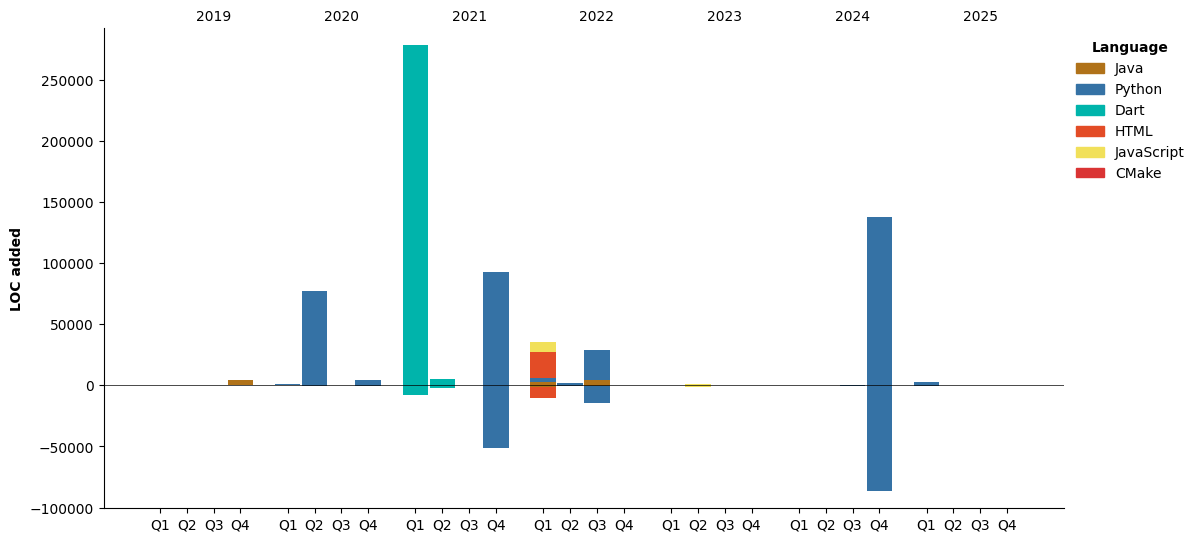 2019 2020 2021 2022 2023 2024 2025
Language
Java
Python
Dart
HTML
JavaScript
CMake
LOC added
250000
200000
150000
100000
50000
0
−50000
−100000
Q1 Q2 Q3 Q4 Q1 Q2 Q3 Q4 Q1 Q2 Q3 Q4 Q1 Q2 Q3 Q4 Q1 Q2 Q3 Q4 Q1 Q2 Q3 Q4 Q1 Q2 Q3 Q4